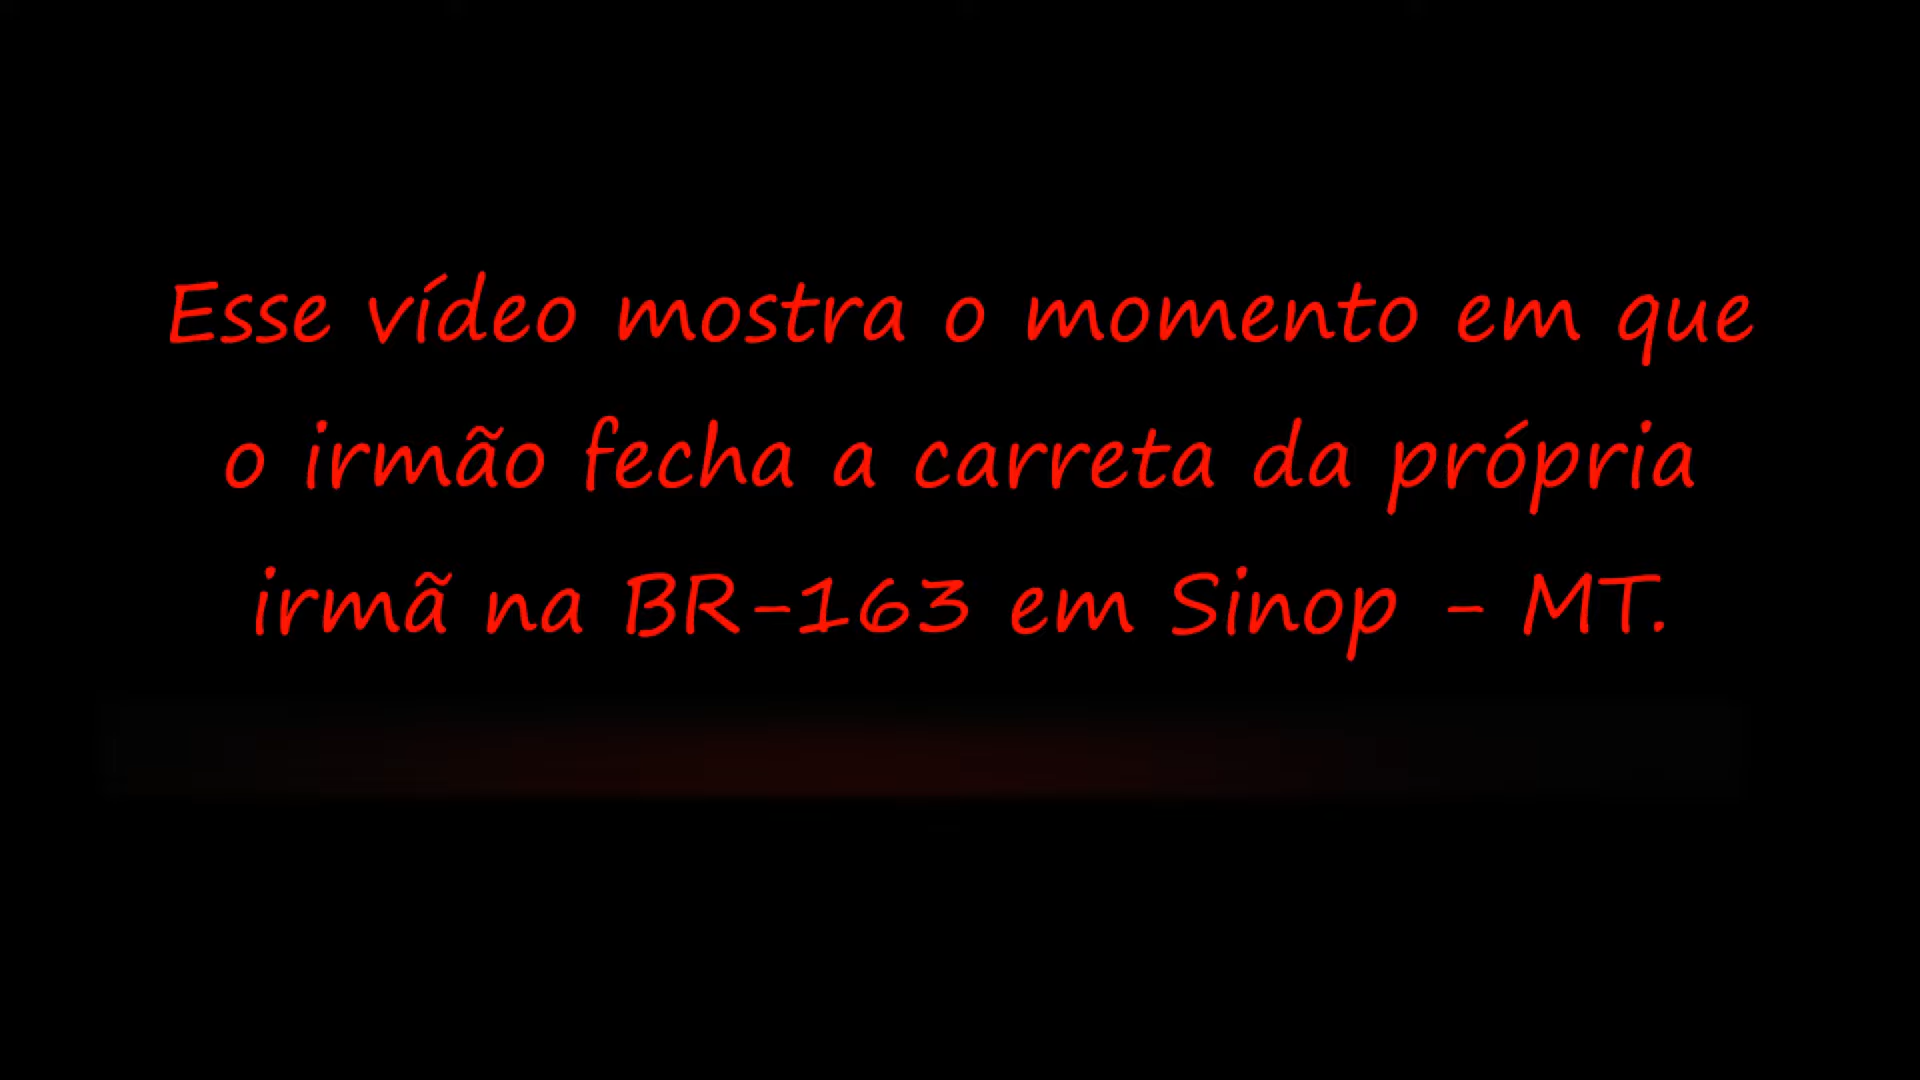 Esse vídeo mostra o momento em que
o irmão fecha a carreta da própria
irmã na BR-163 em Sinop - MT.